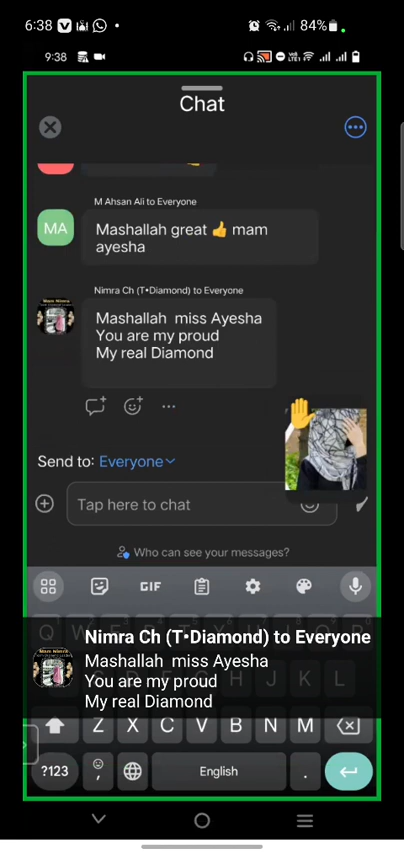 6:38
84%
9:38
Chat
M Ahsan Ali to Everyone
MA
Mashallah great 👍 mam
ayesha
Nimra Ch (T•Diamond) to Everyone
Mashallah miss Ayesha
You are my proud
My real Diamond
Send to: Everyone
Tap here to chat
Who can see your messages?
GIF
Nimra Ch (T•Diamond) to Everyone
Mashallah miss Ayesha
You are my proud
My real Diamond
H J K L
Z X C V B N M
?123 , English .